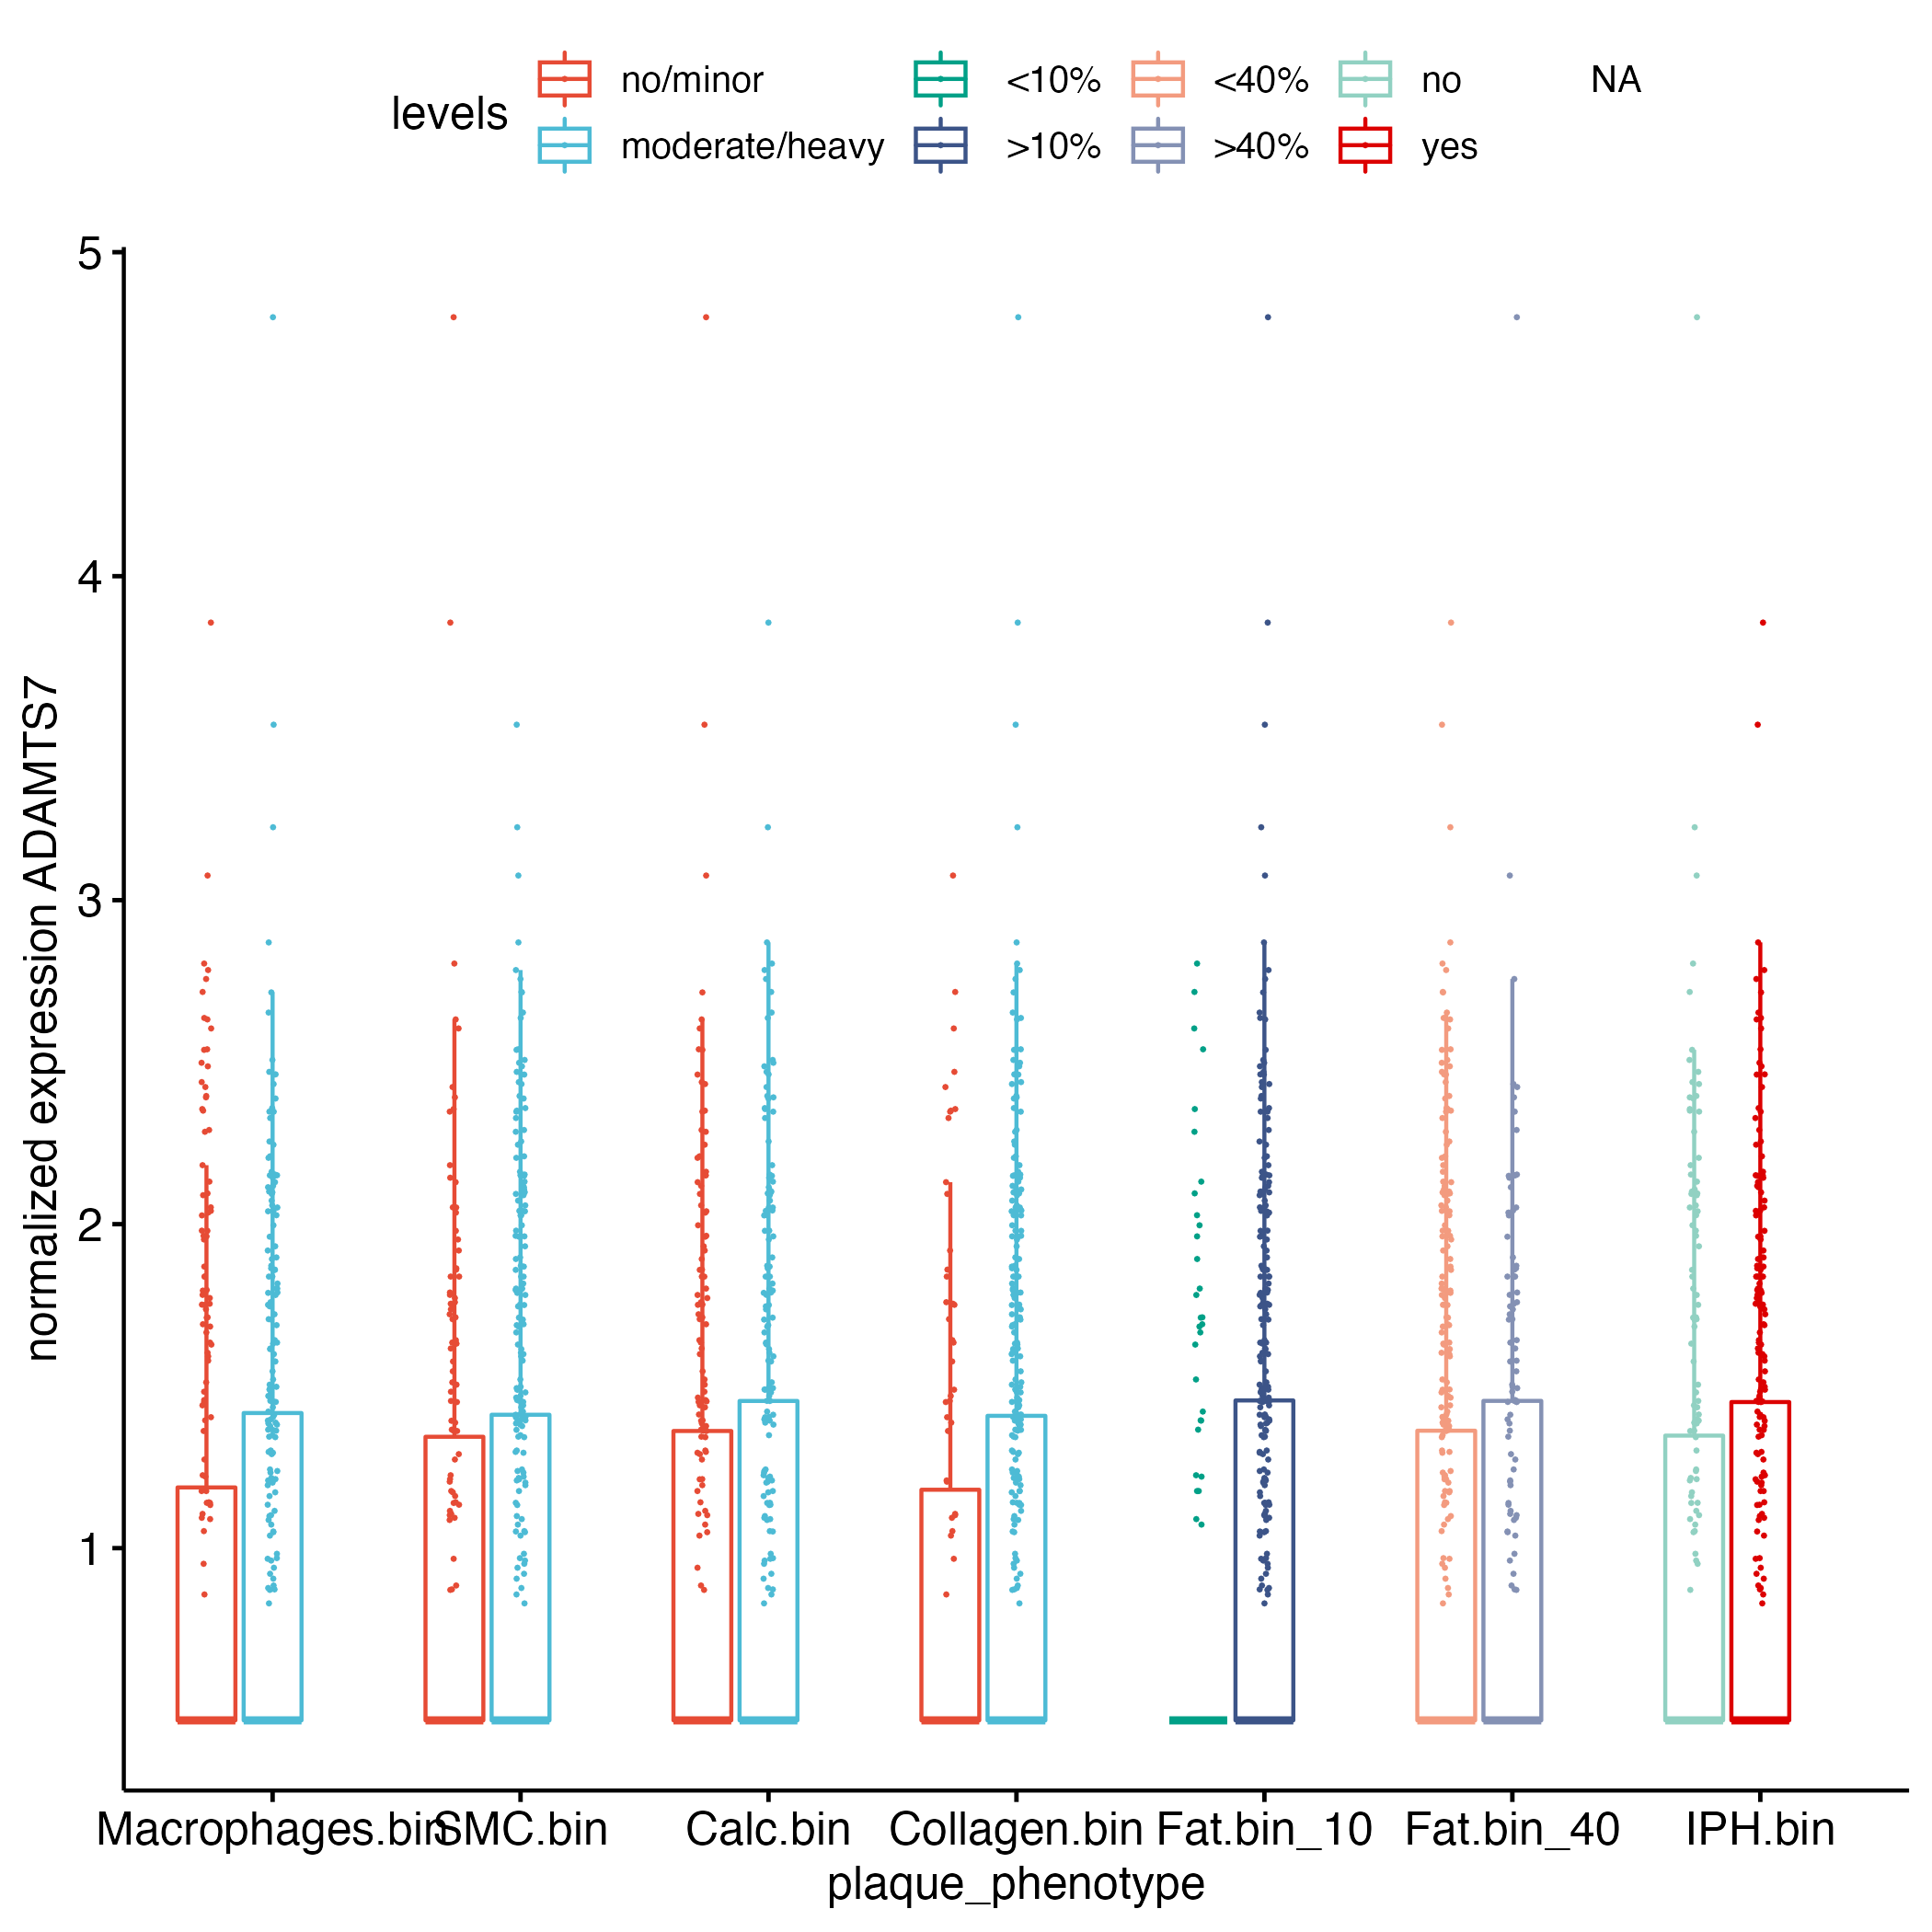 levels
no/minor <10% <40% no NA
moderate/heavy >10% >40% yes
normalized expression ADAMTS7
5
4
3
2
1
Macrophages.bin SMC.bin Calc.bin Collagen.bin Fat.bin_10 Fat.bin_40 IPH.bin
plaque_phenotype